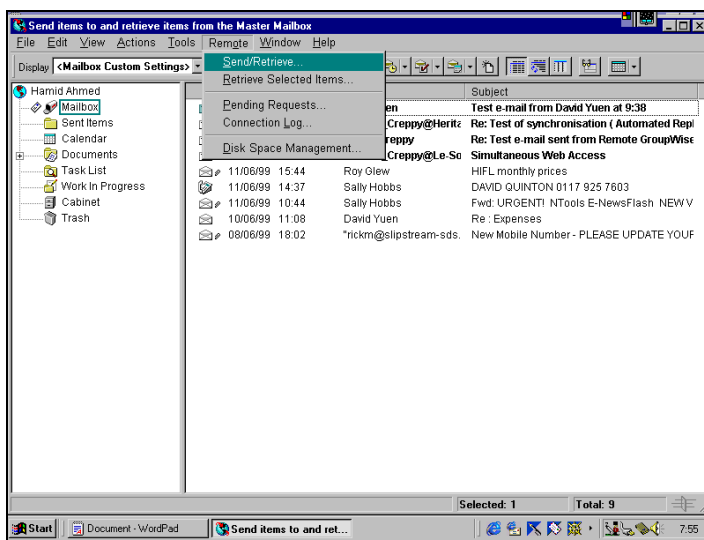 Send items to and retrieve items from the Master Mailbox
File Edit View Actions Tools Remote Window Help
Display <Mailbox Custom Settings>
Send/Retrieve...
Retrieve Selected Items...
Pending Requests...
Connection Log...
Disk Space Management...
Hamid Ahmed
Mailbox
Sent Items
Calendar
Documents
Task List
Work In Progress
Cabinet
Trash
Subject
en Test e-mail from David Yuen at 9:38
_Creppy@Herita Re: Test of synchronisation ( Automated Repl
reppy Re: Test e-mail sent from Remote GroupWise
_Creppy@Le-So Simultaneous Web Access
11/06/99 15:44 Roy Glew HIFL monthly prices
11/06/99 14:37 Sally Hobbs DAVID QUINTON 0117 925 7603
11/06/99 10:44 Sally Hobbs Fwd: URGENT! NTools E-NewsFlash NEW V
10/06/99 11:08 David Yuen Re : Expenses
08/06/99 18:02 "rickm@slipstream-sds. New Mobile Number - PLEASE UPDATE YOUR
Selected: 1 Total: 9
Start Document - WordPad Send items to and ret... 7:55